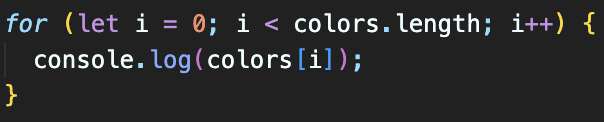 for (let i = 0; i < colors.length; i++) {
  console.log(colors[i]);
}